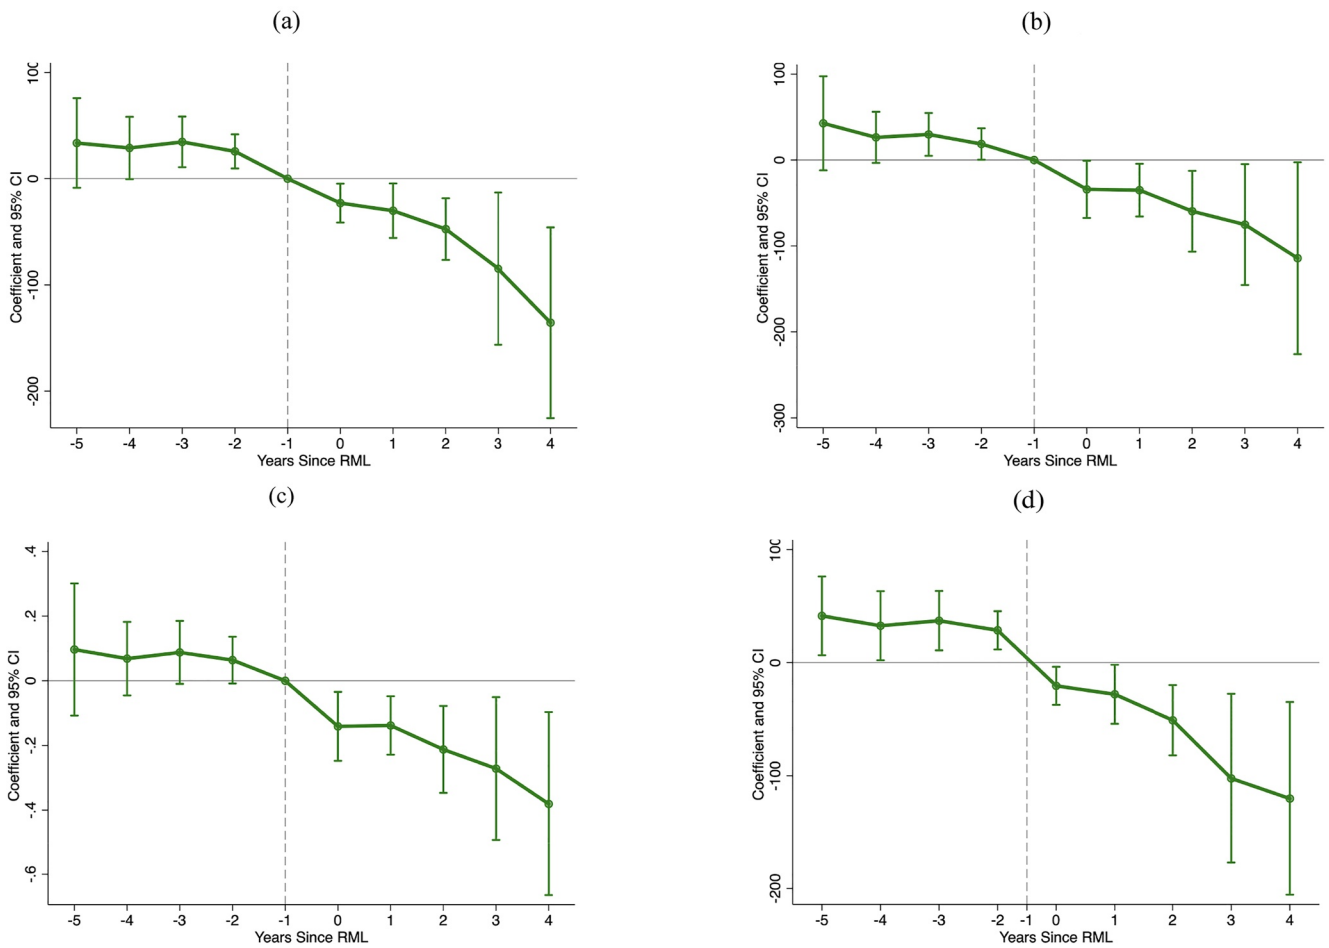 (a)
100
0
-100
-200
Coefficient and 95% CI
-5 -4 -3 -2 -1 0 1 2 3 4
Years Since RML
(b)
100
0
-100
-200
-300
Coefficient and 95% CI
-5 -4 -3 -2 -1 0 1 2 3 4
Years Since RML
(c)
.4
.2
0
-.2
-.4
-.6
Coefficient and 95% CI
-5 -4 -3 -2 -1 0 1 2 3 4
Years Since RML
(d)
100
0
-100
-200
Coefficient and 95% CI
-5 -4 -3 -2 -1 0 1 2 3 4
Years Since RML